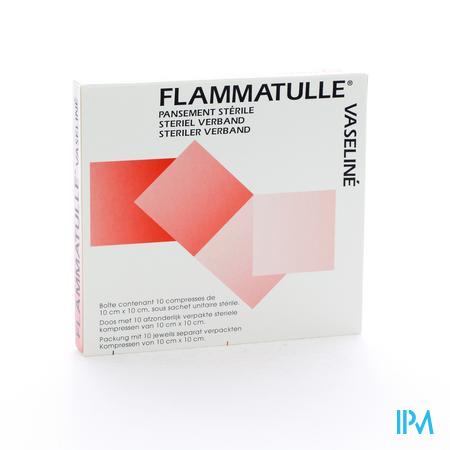 FLAMMATULLE®
PANSEMENT STÉRILE
STERIEL VERBAND
STERILER VERBAND
VASELINÉ
FLAMMATULLE® VASELINÉ
Boîte contenant 10 compresses de
10 cm x 10 cm, sous sachet unitaire stérile.
Doos met 10 afzonderlijk verpakte steriele
kompressen van 10 cm x 10 cm.
Packung mit 10 jeweils separat verpackten
Kompressen von 10 cm x 10 cm.
IPM